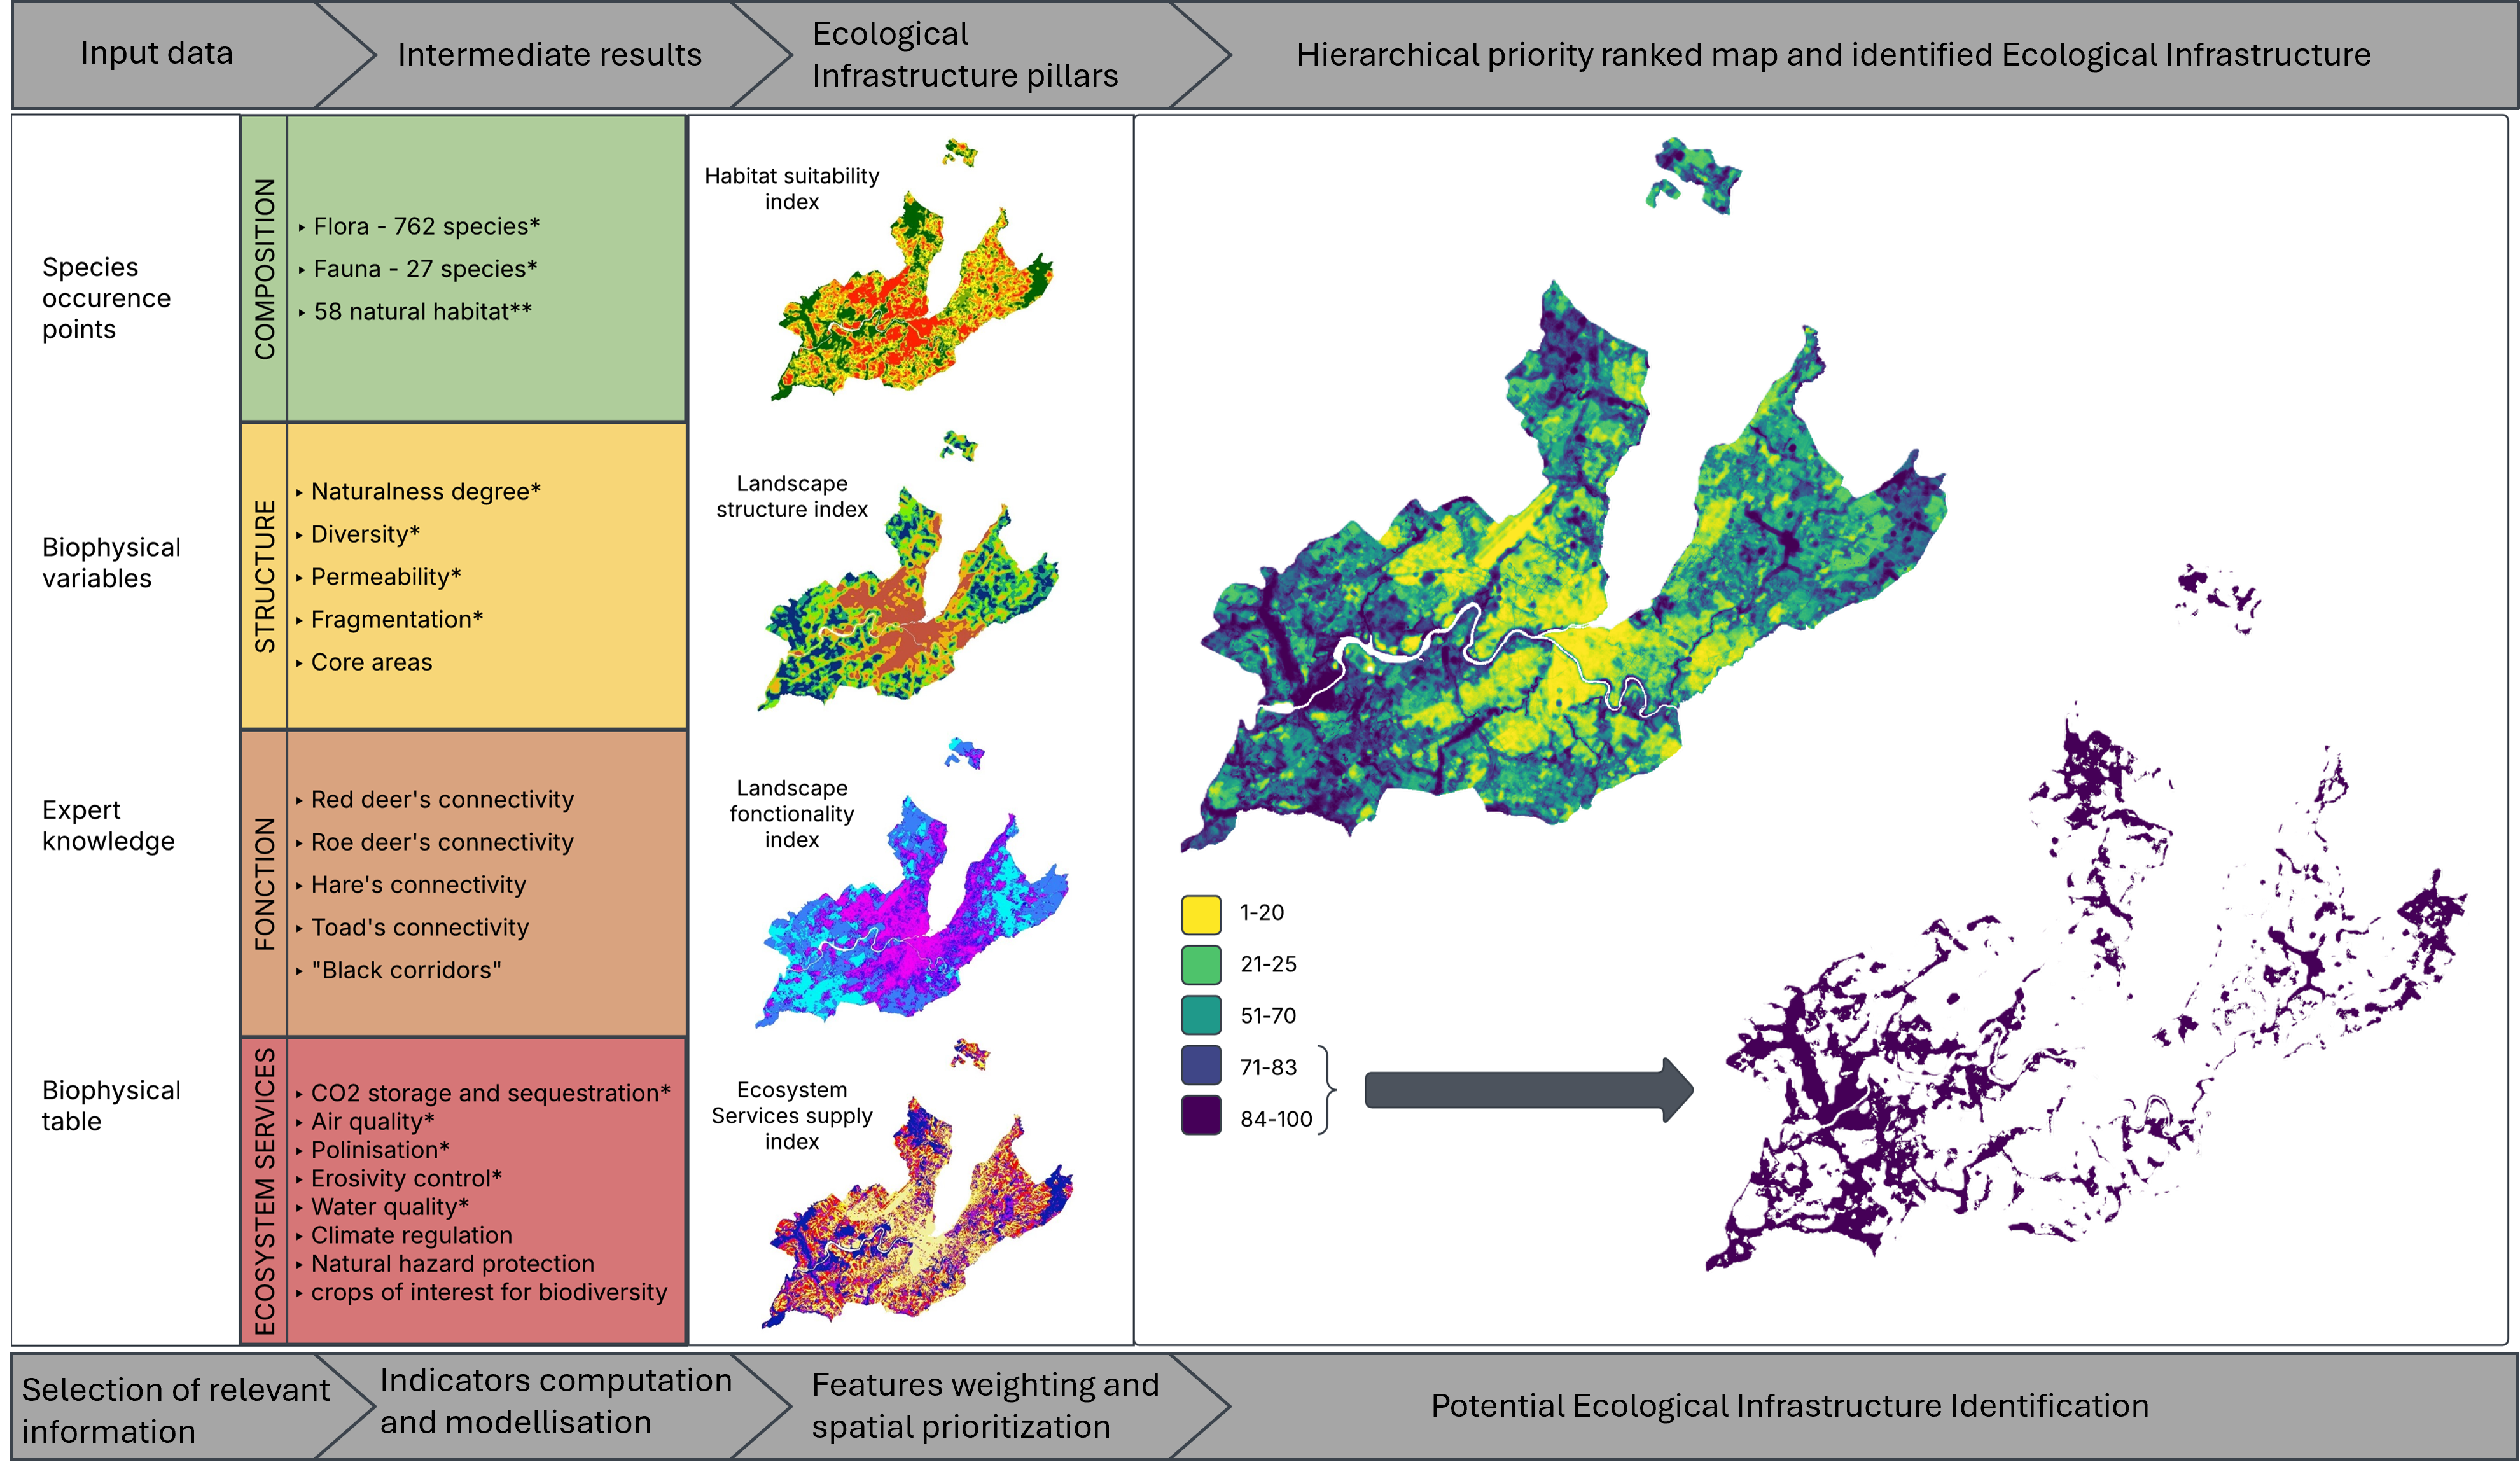 Input data
Intermediate results
Ecological
Infrastructure pillars
Hierarchical priority ranked map and identified Ecological Infrastructure
Species
occurence
points
Biophysical
variables
Expert
knowledge
Biophysical
table
COMPOSITION
‣ Flora - 762 species*
‣ Fauna - 27 species*
‣ 58 natural habitat**
STRUCTURE
‣ Naturalness degree*
‣ Diversity*
‣ Permeability*
‣ Fragmentation*
‣ Core areas
FONCTION
‣ Red deer's connectivity
‣ Roe deer's connectivity
‣ Hare's connectivity
‣ Toad's connectivity
‣ "Black corridors"
ECOSYSTEM SERVICES
‣ CO2 storage and sequestration*
‣ Air quality*
‣ Polinisation*
‣ Erosivity control*
‣ Water quality*
‣ Climate regulation
‣ Natural hazard protection
‣ crops of interest for biodiversity
Habitat suitability
index
Landscape
structure index
Landscape
fonctionality
index
Ecosystem
Services supply
index
1-20
21-25
51-70
71-83
84-100
Selection of relevant
information
Indicators computation
and modellisation
Features weighting and
spatial prioritization
Potential Ecological Infrastructure Identification